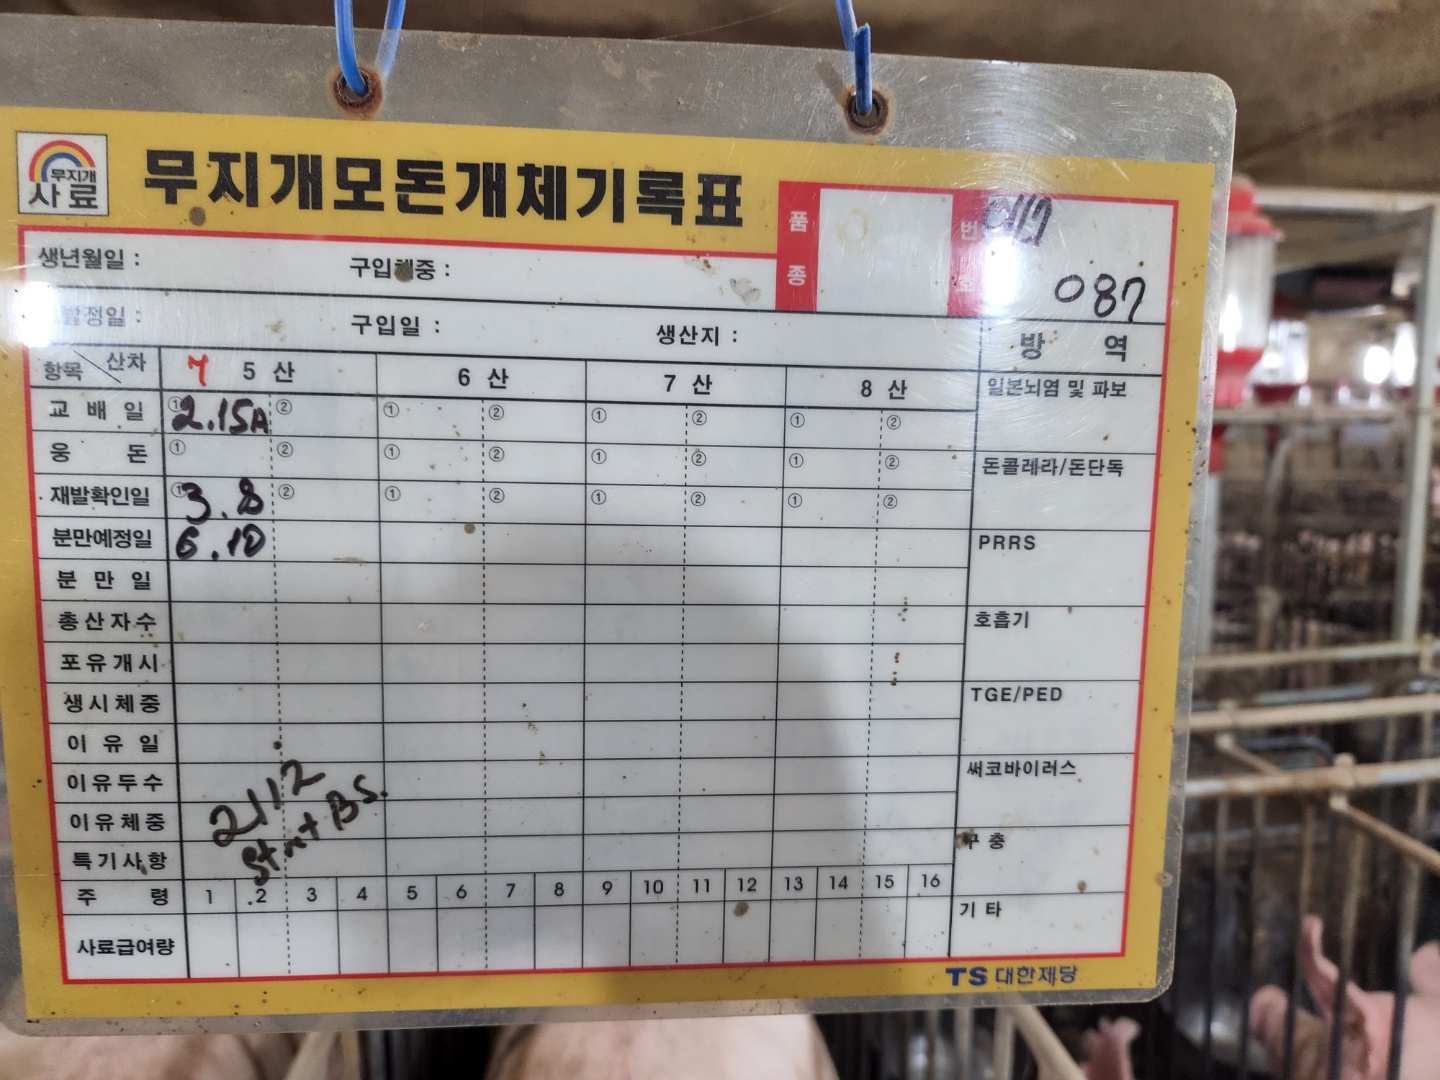 무지개
사료
무지개모돈개체기록표
품종
번호
087
생년월일 : 구입체중 :
발정일 : 구입일 : 생산지 :
방 역
항목 산차 7 5 산 6 산 7 산 8 산
교 배 일 ① 2.15A ② ① ② ① ② ① ②
웅 돈 ① ② ① ② ① ② ① ②
재발확인일 ① 3.8 ② ① ② ① ② ① ②
분만예정일 6.10
분 만 일
총산자수
포유개시
생시체중
이 유 일
이유두수
이유체중
특기사항
2112
BS.
주 령 1 2 3 4 5 6 7 8 9 10 11 12 13 14 15 16
사료급여량
일본뇌염 및 파보
돈콜레라/돈단독
PRRS
호흡기
TGE/PED
써코바이러스
구 충
기 타
TS 대한제당